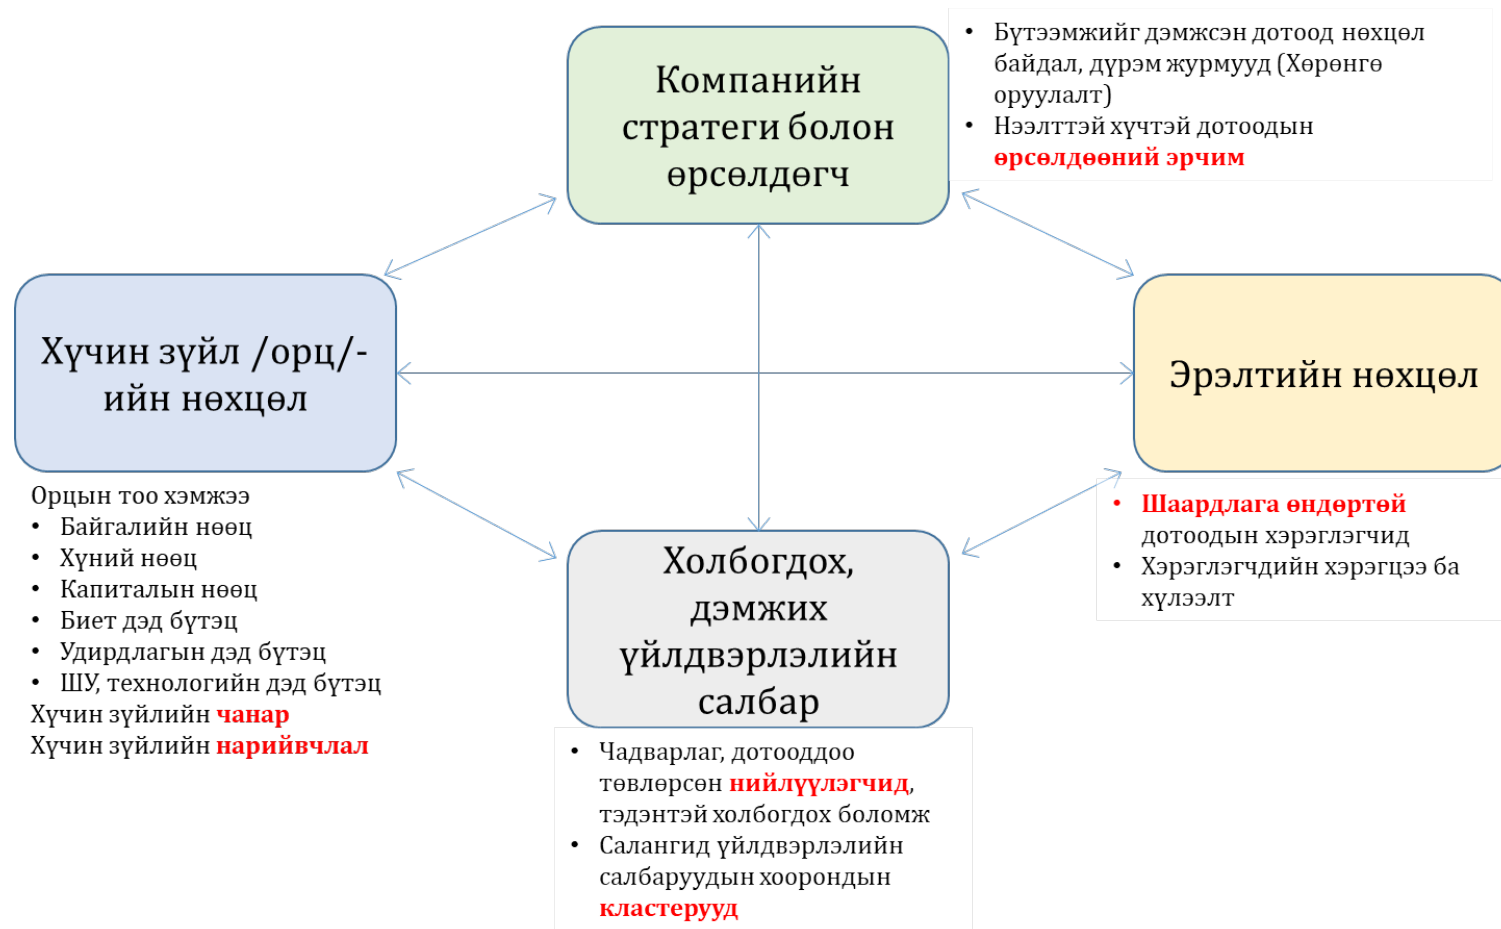 Компанийн
стратеги болон
өрсөлдөгч
• Бүтээмжийг дэмжсэн дотоод нөхцөл
байдал, дүрэм журмууд (Хөрөнгө
оруулалт)
• Нээлттэй хүчтэй дотоодын
өрсөлдөөний эрчим
Хүчин зүйл /орц/-
ийн нөхцөл
Эрэлтийн нөхцөл
Орцын тоо хэмжээ
• Байгалийн нөөц
• Хүний нөөц
• Капиталын нөөц
• Биет дэд бүтэц
• Удирдлагын дэд бүтэц
• ШУ, технологийн дэд бүтэц
Хүчин зүйлийн чанар
Хүчин зүйлийн нарийвчлал
• Шаардлага өндөртэй
дотоодын хэрэглэгчид
• Хэрэглэгчдийн хэрэгцээ ба
хүлээлт
Холбогдох,
дэмжих
үйлдвэрлэлийн
салбар
• Чадварлаг, дотооддоо
төвлөрсөн нийлүүлэгчид,
тэдэнтэй холбогдох боломж
• Салангид үйлдвэрлэлийн
салбаруудын хоорондын
кластерууд